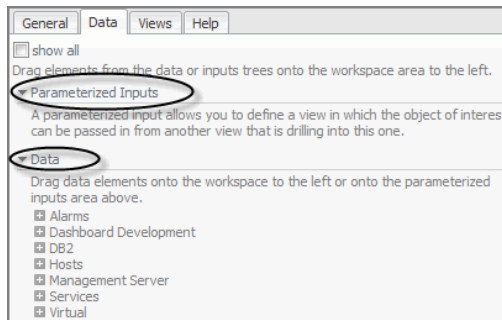 General Data Views Help
show all
Drag elements from the data or inputs trees onto the workspace area to the left.
Parameterized Inputs
A parameterized input allows you to define a view in which the object of interes
can be passed in from another view that is drilling into this one.
Data
Drag data elements onto the workspace to the left or onto the parameterized
inputs area above.
Alarms
Dashboard Development
DB2
Hosts
Management Server
Services
Virtual